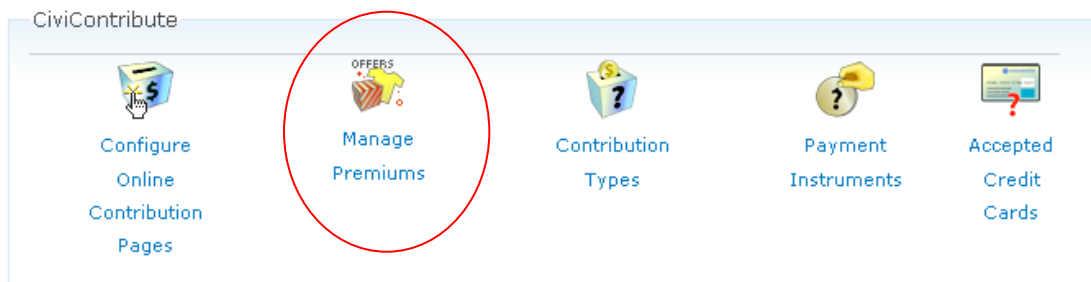 CiviContribute
OFFERS
Configure
Online
Contribution
Pages
Manage
Premiums
Contribution
Types
Payment
Instruments
Accepted
Credit
Cards